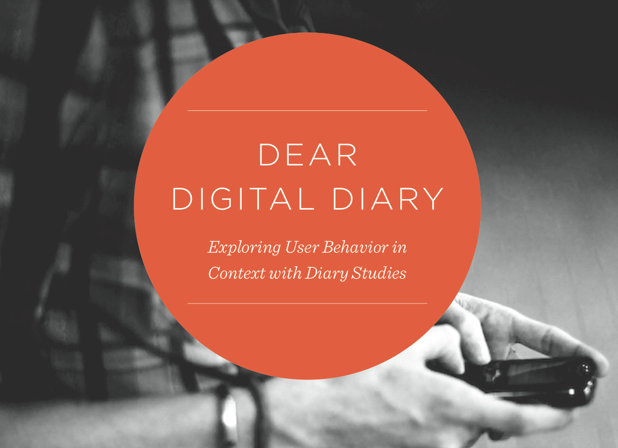 DEAR
DIGITAL DIARY
Exploring User Behavior in
Context with Diary Studies